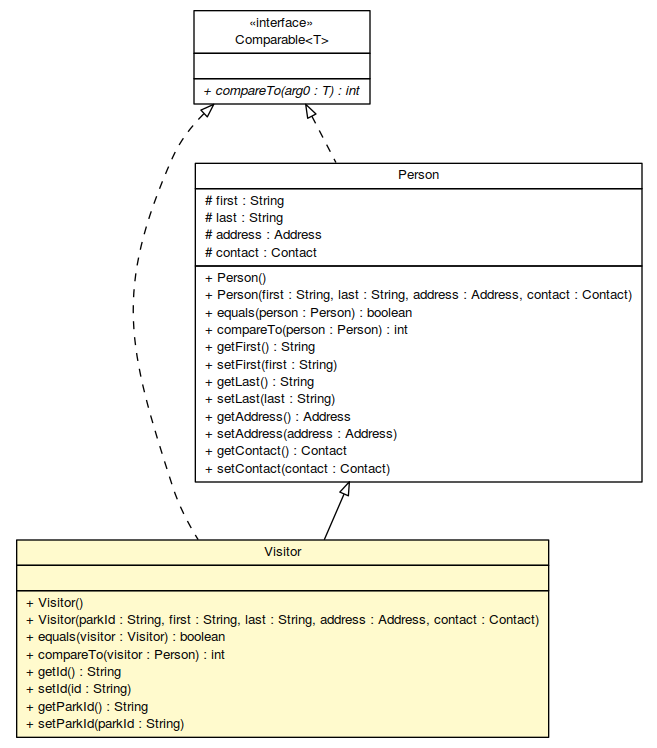 «interface»
Comparable<T>
+ compareTo(arg0 : T) : int
Person
# first : String
# last : String
# address : Address
# contact : Contact
+ Person()
+ Person(first : String, last : String, address : Address, contact : Contact)
+ equals(person : Person) : boolean
+ compareTo(person : Person) : int
+ getFirst() : String
+ setFirst(first : String)
+ getLast() : String
+ setLast(last : String)
+ getAddress() : Address
+ setAddress(address : Address)
+ getContact() : Contact
+ setContact(contact : Contact)
Visitor
+ Visitor()
+ Visitor(parkId : String, first : String, last : String, address : Address, contact : Contact)
+ equals(visitor : Visitor) : boolean
+ compareTo(visitor : Person) : int
+ getId() : String
+ setId(id : String)
+ getParkId() : String
+ setParkId(parkId : String)